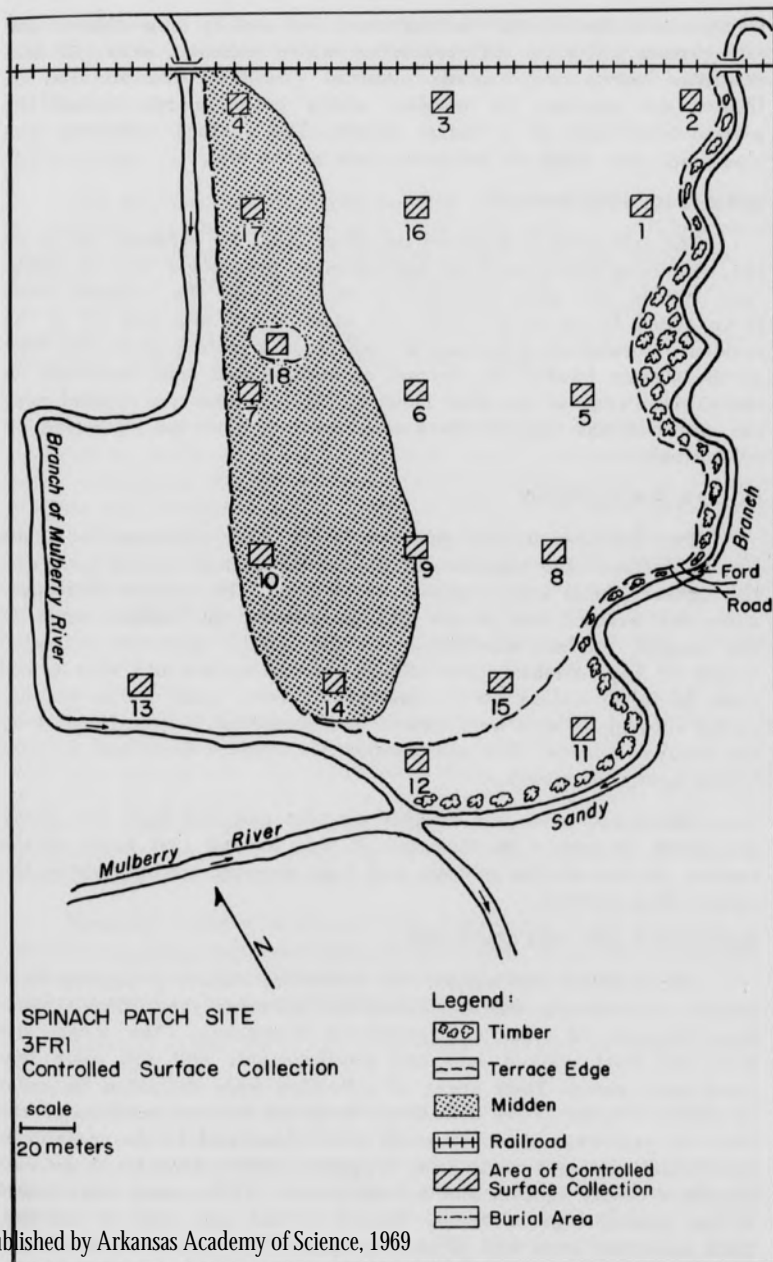 4
3
2
17
16
1
18
7
6
5
Branch of Mulberry River
Branch
10
9
8
Ford
Road
13
14
15
11
12
Sandy
Mulberry River
N
SPINACH PATCH SITE
3FR1
Controlled Surface Collection
scale
20 meters
Legend:
Timber
Terrace Edge
Midden
Railroad
Area of Controlled
Surface Collection
Burial Area
ublished by Arkansas Academy of Science, 1969